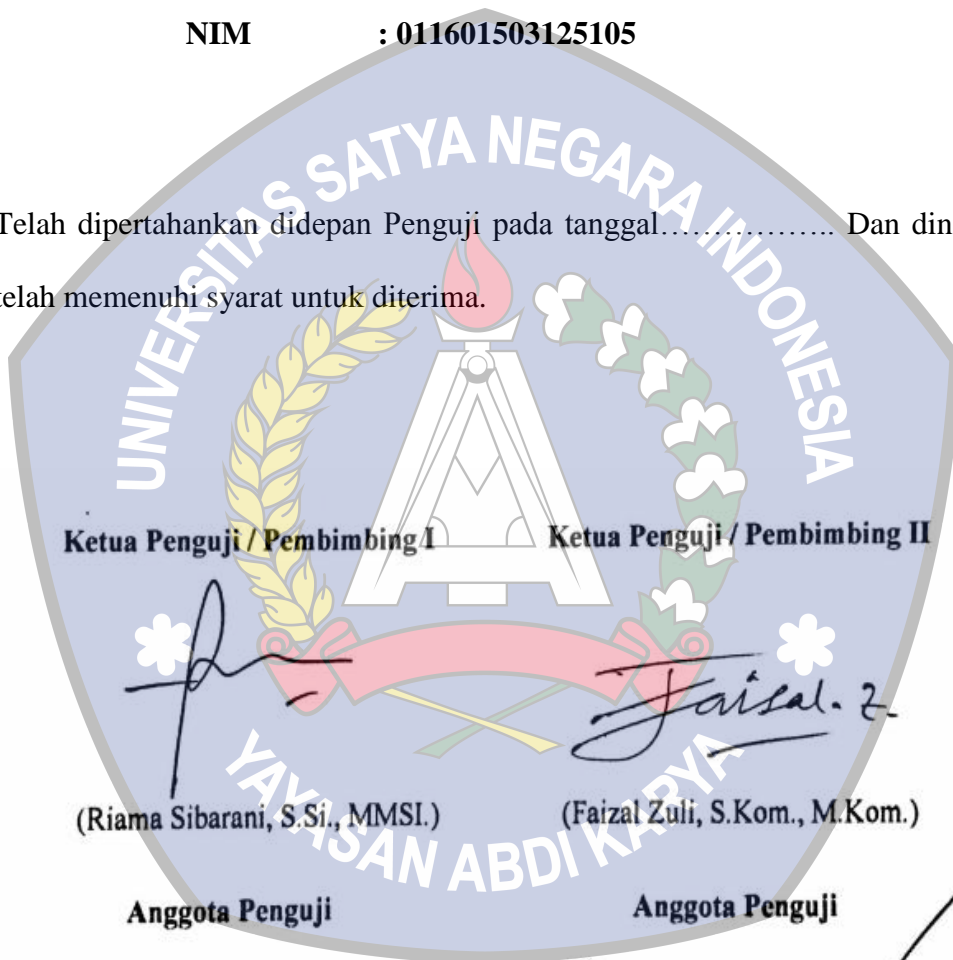 NIM : 011601503125105
UNIVERSITAS SATYA NEGARA INDONESIA
Telah dipertahankan didepan Penguji pada tanggal…………….. Dan din
telah memenuhi syarat untuk diterima.
Ketua Penguji / Pembimbing I Ketua Penguji / Pembimbing II
Faisal. Z.
(Riama Sibarani, S.Si., MMSI.) (Faizal Zuli, S.Kom., M.Kom.)
YAYASAN ABDI KARYA
Anggota Penguji Anggota Penguji